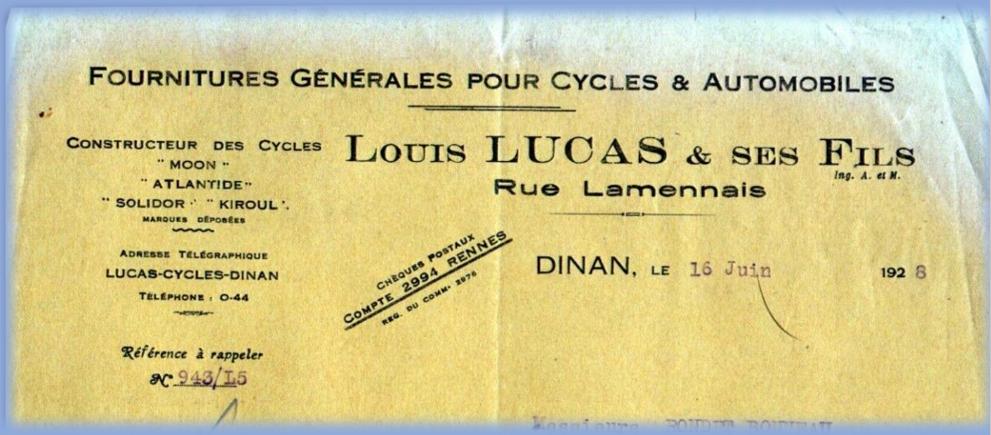 FOURNITURES GÉNÉRALES POUR CYCLES & AUTOMOBILES
CONSTRUCTEUR DES CYCLES
" MOON "
" ATLANTIDE "
" SOLIDOR " " KIROUL ".
MARQUES DÉPOSÉES
ADRESSE TÉLÉGRAPHIQUE
LUCAS-CYCLES-DINAN
TÉLÉPHONE : 0-44
Référence à rappeler
N° 943/L5
LOUIS LUCAS & SES FILS
Ing. A. et M.
Rue Lamennais
CHÈQUES POSTAUX
COMPTE 2994 RENNES
REG. DU COMM. 2976
DINAN, LE 16 Juin 1928
Messieurs